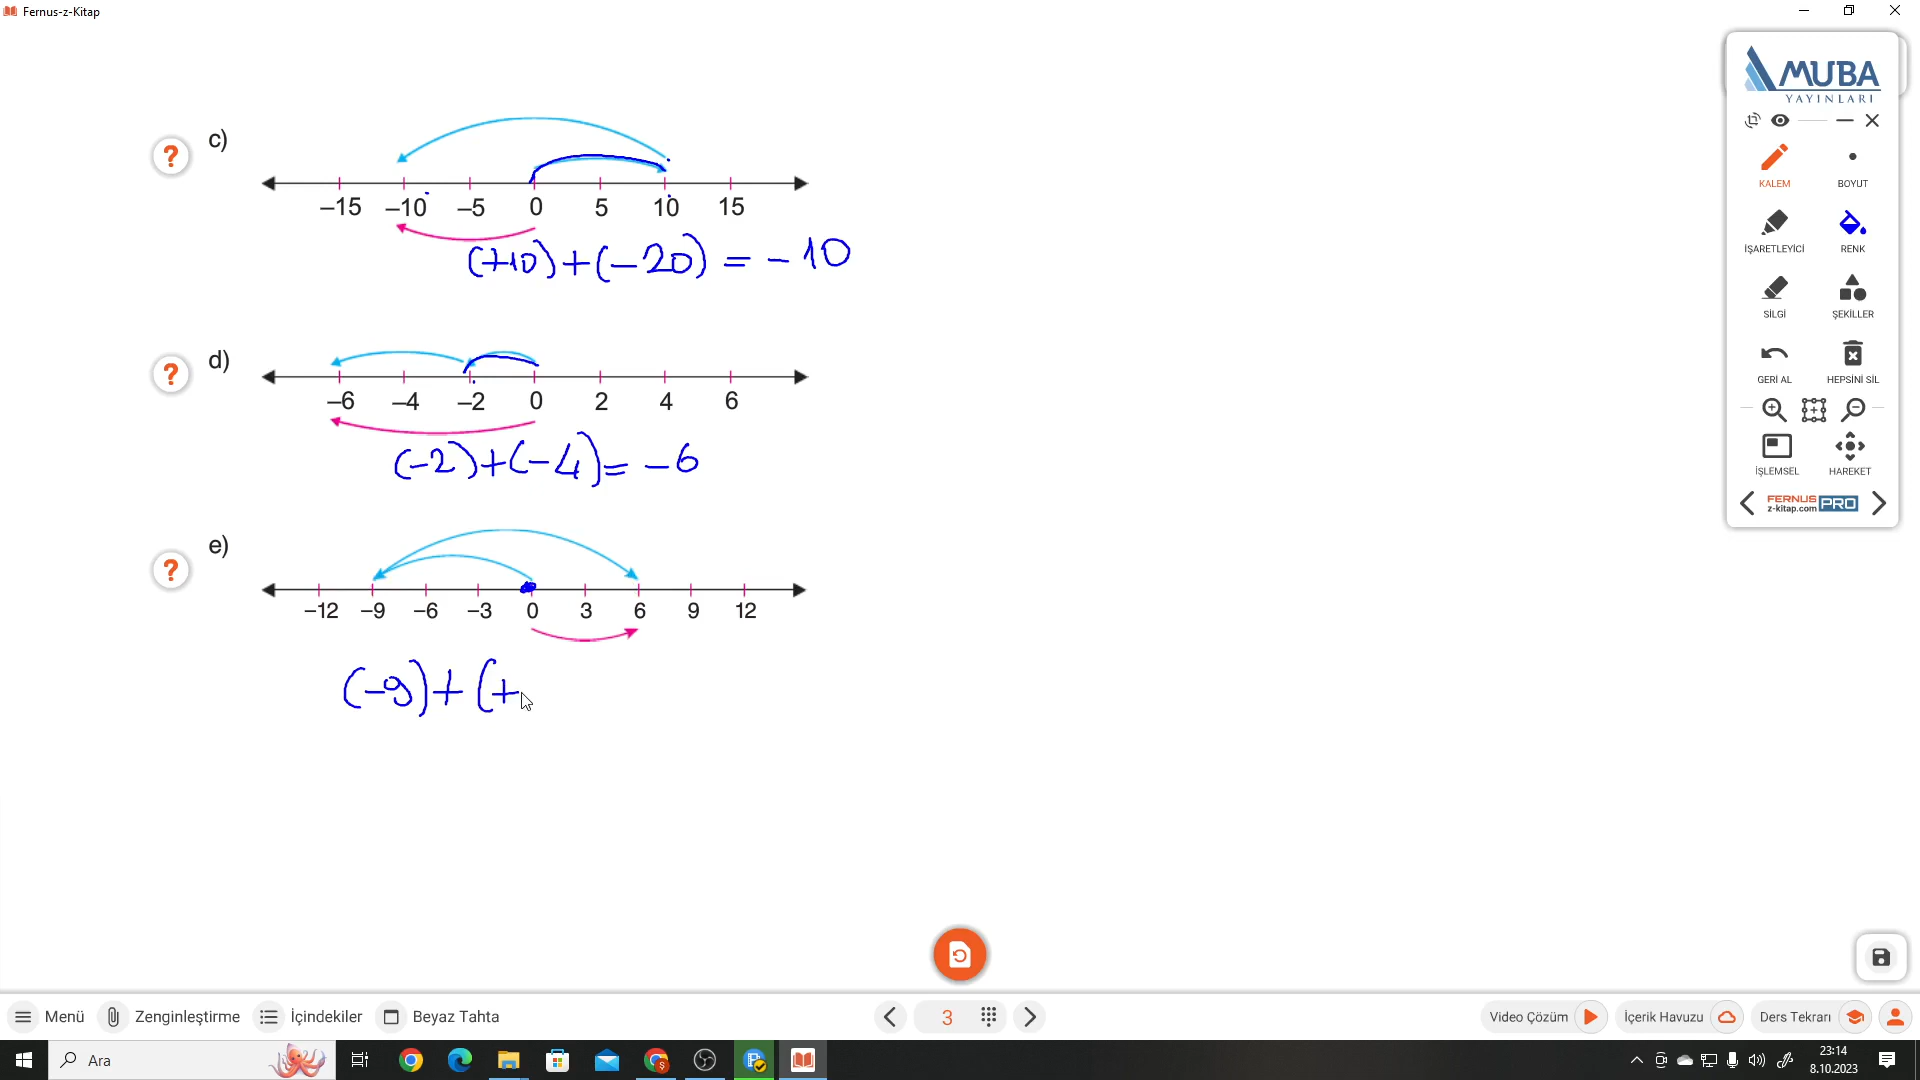 Fernus-z-Kitap
MUBA
YAYINLARI
KALEM
BOYUT
İŞARETLEYİCİ
RENK
SİLGİ
ŞEKİLLER
GERİ AL
HEPSİNİ SİL
İŞLEMSEL
HAREKET
FERNUS
z-kitap.com PRO
? c)
–15 –10 –5 0 5 10 15
(+10)+(-20) = -10
? d)
–6 –4 –2 0 2 4 6
(-2)+(-4)= -6
? e)
–12 –9 –6 –3 0 3 6 9 12
(-9)+(+
Menü Zenginleştirme İçindekiler Beyaz Tahta 3 Video Çözüm İçerik Havuzu Ders Tekrarı
Ara
23:14
8.10.2023